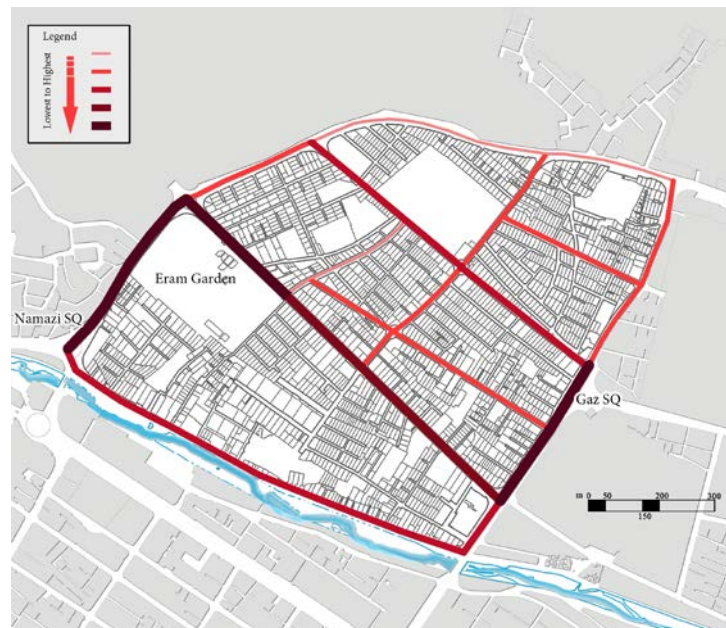 Legend
Lowest to Highest
Eram Garden
Namazi SQ
Gaz SQ
m 0 50 200 300
150